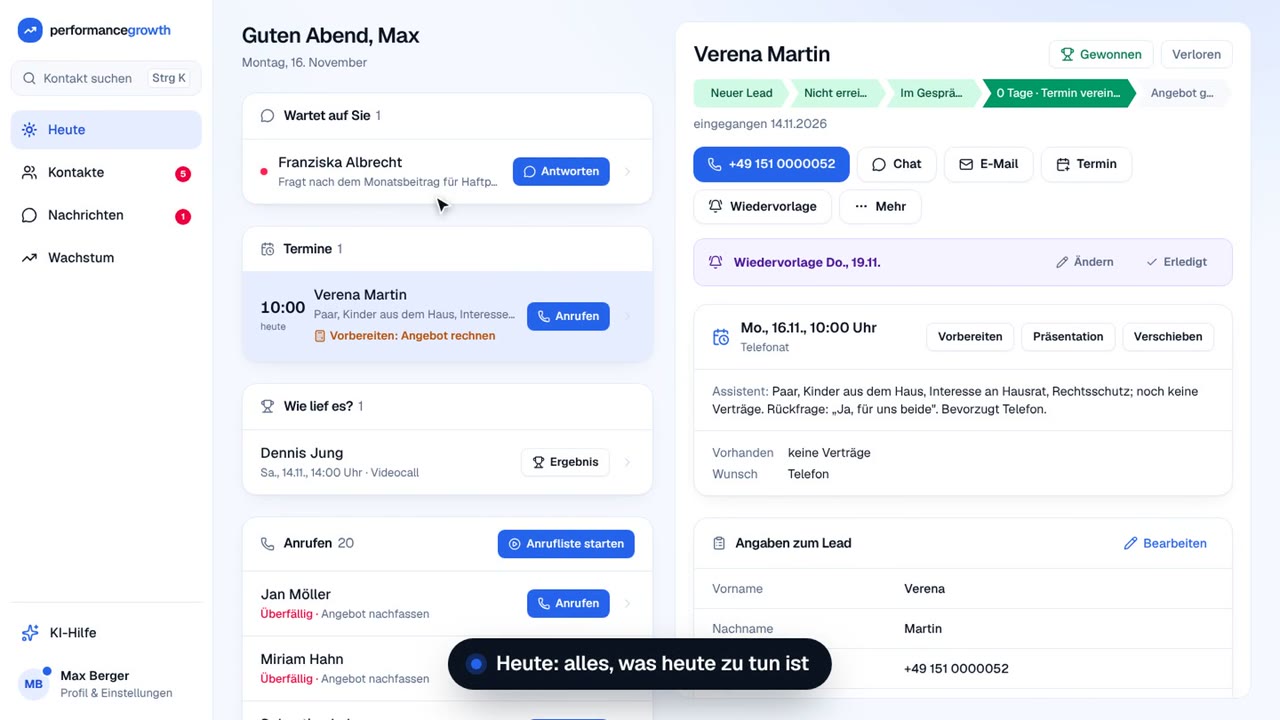 performancegrowth
Kontakt suchen Strg K
Heute
Kontakte 5
Nachrichten 1
Wachstum
KI-Hilfe
MB Max Berger
Profil & Einstellungen
Guten Abend, Max
Montag, 16. November
Wartet auf Sie 1
Franziska Albrecht
Fragt nach dem Monatsbeitrag für Haftp...
Antworten
Termine 1
10:00
heute
Verena Martin
Paar, Kinder aus dem Haus, Interesse...
Vorbereiten: Angebot rechnen
Anrufen
Wie lief es? 1
Dennis Jung
Sa., 14.11., 14:00 Uhr · Videocall
Ergebnis
Anrufen 20
Anrufliste starten
Jan Möller
Überfällig · Angebot nachfassen
Anrufen
Miriam Hahn
Überfällig · Angebot nachfassen
Heute: alles, was heute zu tun ist
Verena Martin
Gewonnen Verloren
Neuer Lead Nicht errei... Im Gesprä... 0 Tage · Termin verein... Angebot g...
eingegangen 14.11.2026
+49 151 0000052 Chat E-Mail Termin
Wiedervorlage Mehr
Wiedervorlage Do., 19.11. Ändern Erledigt
Mo., 16.11., 10:00 Uhr
Telefonat
Vorbereiten Präsentation Verschieben
Assistent: Paar, Kinder aus dem Haus, Interesse an Hausrat, Rechtsschutz; noch keine
Verträge. Rückfrage: „Ja, für uns beide". Bevorzugt Telefon.
Vorhanden keine Verträge
Wunsch Telefon
Angaben zum Lead Bearbeiten
Vorname Verena
Nachname Martin
+49 151 0000052